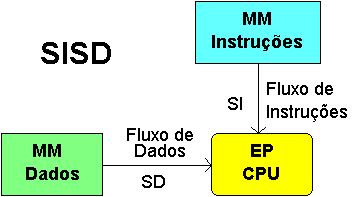 SISD
MM
Instruções
SI
Fluxo de
Instruções
Fluxo de
Dados
SD
MM
Dados
EP
CPU